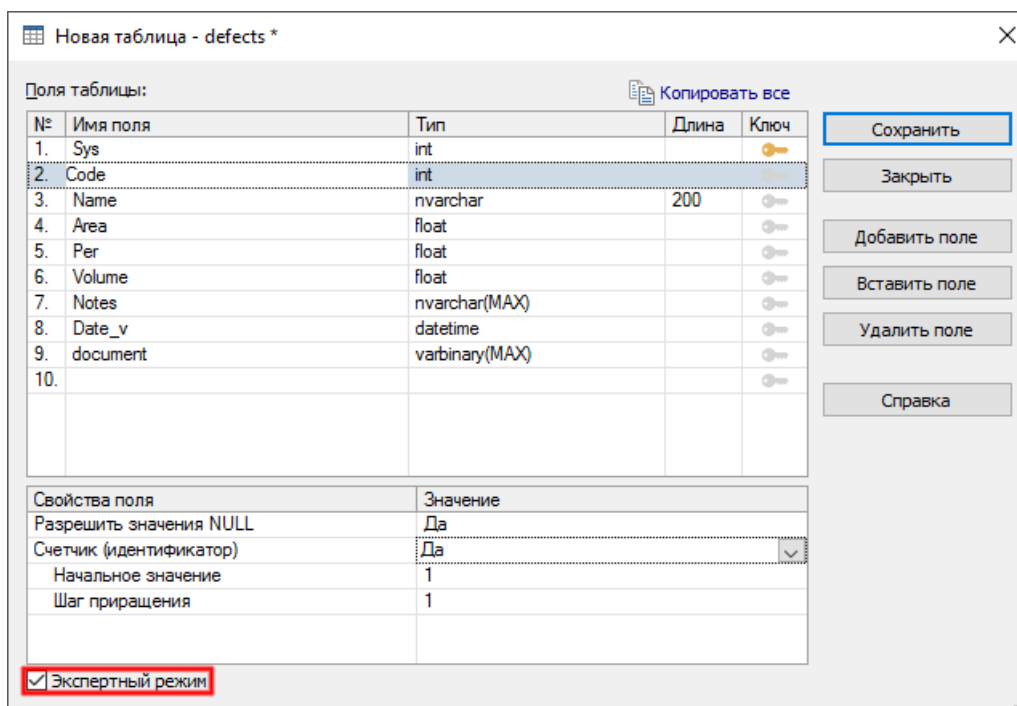 Новая таблица - defects *
Поля таблицы:
Копировать все
№ Имя поля Тип Длина Ключ
1. Sys int
2. Code int
3. Name nvarchar 200
4. Area float
5. Per float
6. Volume float
7. Notes nvarchar(MAX)
8. Date_v datetime
9. document varbinary(MAX)
10.
Сохранить
Закрыть
Добавить поле
Вставить поле
Удалить поле
Справка
Свойства поля Значение
Разрешить значения NULL Да
Счетчик (идентификатор) Да
Начальное значение 1
Шаг приращения 1
Экспертный режим